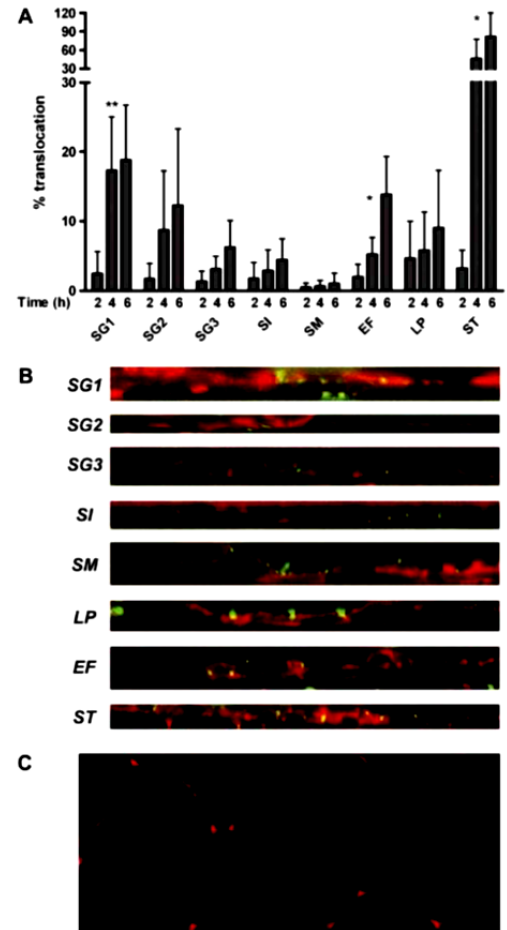 A
120
90
60
30
30
20
10
0
% translocation
**
*
*
Time (h) 2 4 6 2 4 6 2 4 6 2 4 6 2 4 6 2 4 6 2 4 6 2 4 6
SG1 SG2 SG3 SI SM EF LP ST
B
SG1
SG2
SG3
SI
SM
LP
EF
ST
C